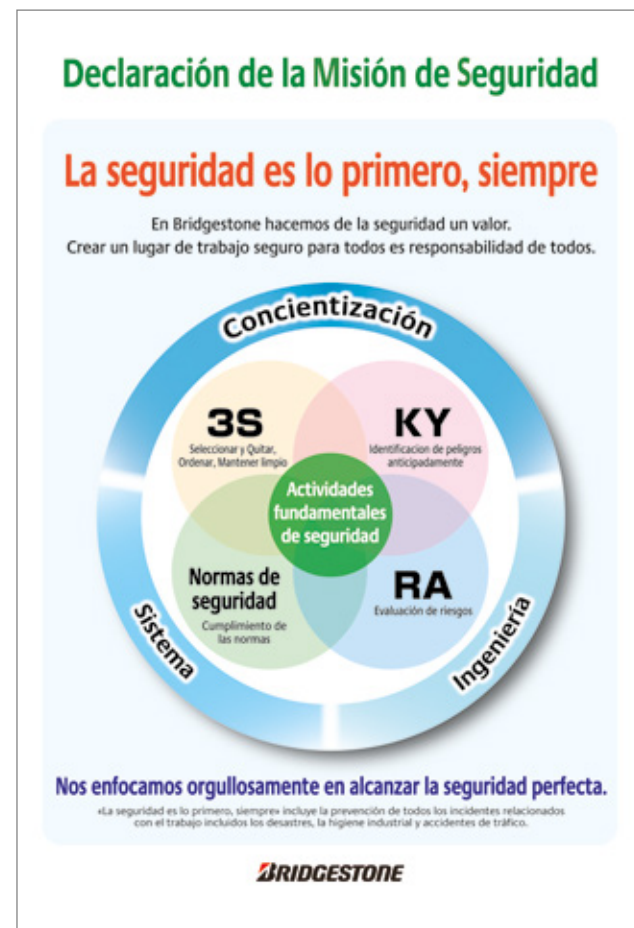 Declaración de la Misión de Seguridad
La seguridad es lo primero, siempre
En Bridgestone hacemos de la seguridad un valor.
Crear un lugar de trabajo seguro para todos es responsabilidad de todos.
Concientización
3S
Seleccionar y Quitar,
Ordenar, Mantener limpio
KY
Identificacion de peligros
anticipadamente
Actividades
fundamentales
de seguridad
Normas de
seguridad
Cumplimiento de
las normas
RA
Evaluación de riesgos
Sistema
Ingeniería
Nos enfocamos orgullosamente en alcanzar la seguridad perfecta.
«La seguridad es lo primero, siempre» incluye la prevención de todos los incidentes relacionados
con el trabajo incluidos los desastres, la higiene industrial y accidentes de tráfico.
BRIDGESTONE